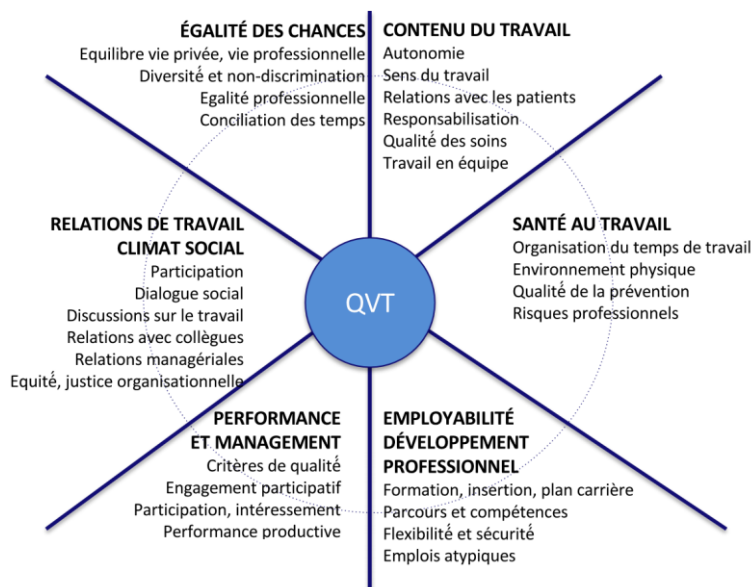 ÉGALITÉ DES CHANCES
Equilibre vie privée, vie professionnelle
Diversité et non-discrimination
Egalité professionnelle
Conciliation des temps
CONTENU DU TRAVAIL
Autonomie
Sens du travail
Relations avec les patients
Responsabilisation
Qualité des soins
Travail en équipe
RELATIONS DE TRAVAIL
CLIMAT SOCIAL
Participation
Dialogue social
Discussions sur le travail
Relations avec collègues
Relations managériales
Equité, justice organisationnelle
QVT
SANTÉ AU TRAVAIL
Organisation du temps de travail
Environnement physique
Qualité de la prévention
Risques professionnels
PERFORMANCE
ET MANAGEMENT
Critères de qualité
Engagement participatif
Participation, intéressement
Performance productive
EMPLOYABILITÉ
DÉVELOPPEMENT
PROFESSIONNEL
Formation, insertion, plan carrière
Parcours et compétences
Flexibilité et sécurité
Emplois atypiques